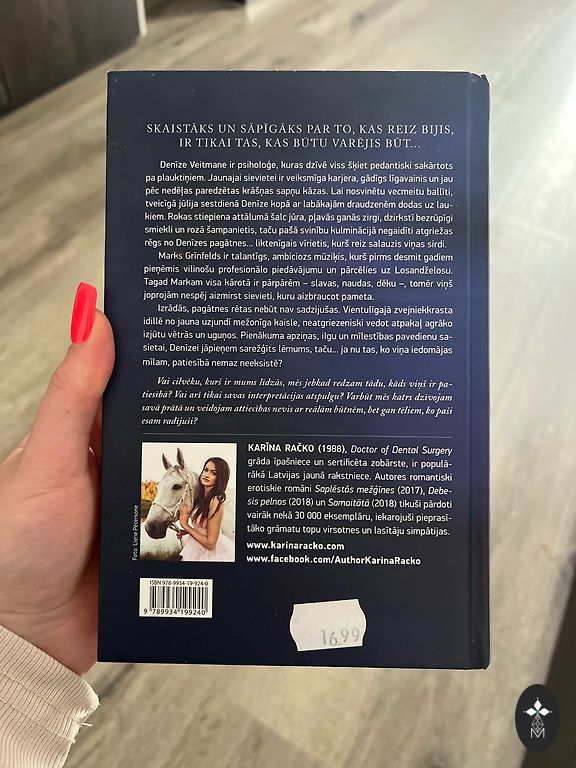 SKAISTĀKS UN SĀPĪGĀKS PAR TO, KAS REIZ BIJIS,
IR TIKAI TAS, KAS BŪTU VARĒJIS BŪT...
Denīze Veitmane ir psiholoģe, kuras dzīvē viss šķiet pedantiski sakārtots
pa plauktiņiem. Jaunajai sievietei ir veiksmīga karjera, gādīgs līgavainis un jau
pēc nedēļas paredzētas krāšņas sapņu kāzas. Lai nosvinētu vecmeitu ballīti,
tveicīgā jūlija sestdienā Denīze kopā ar labākajām draudzenēm dodas uz lau-
kiem. Rokas stiepiena attālumā šalc jūra, pļavās ganās zirgi, dzirkstī bezrūpīgi
smiekli un rozā šampanietis, taču pašā svinību kulminācijā negaidīti atgriežas
rēgs no Denīzes pagātnes... liktenīgais vīrietis, kurš reiz salauzis viņas sirdi.
Marks Grīnfelds ir talantīgs, ambiciozs mūziķis, kurš pirms desmit gadiem
pieņēmis vilinošu profesionālo piedāvājumu un pārcēlies uz Losandželosu.
Tagad Markam visa kārotā ir pārpārēm – slavas, naudas, dēku –, tomēr viņš
joprojām nespēj aizmirst sievieti, kuru aizbraucot pameta.
Izrādās, pagātnes rētas nebūt nav sadzijušas. Vientulīgajā zvejniekkrasta
idillē no jauna uzjundī mežonīga kaisle, neatgriezeniski vedot atpakaļ agrāko
izjūtu vētrās un ugunos. Pienākuma apziņas, ilgu un mīlestības pavedienu sa-
sietai, Denīzei jāpieņem sarežģīts lēmums, taču... ja nu tas, ko viņa iedomājas
mīlam, patiesībā nemaz neeksistē?
Vai cilvēku, kurš ir mums līdzās, mēs jebkad redzam tādu, kāds viņš ir pa-
tiesībā? Vai arī tikai savas interpretācijas atspulgu? Varbūt mēs katrs dzīvojam
savā prātā un veidojam attiecības nevis ar reālām būtnēm, bet gan tēliem, ko paši
esam radījuši?
KARĪNA RAČKO (1988), Doctor of Dental Surgery
grāda īpašniece un sertificēta zobārste, ir populā-
rākā Latvijas jaunā rakstniece. Autores romantiski
erotiskie romāni Saplēstās mežģīnes (2017), Debe-
sis pelnos (2018) un Samaitātā (2018) tikuši pārdoti
vairāk nekā 30 000 eksemplāru, iekarojuši pieprasī-
tāko grāmatu topu virsotnes un lasītāju simpātijas.
www.karinaracko.com
www.facebook.com/AuthorKarinaRacko
Foto: Liene Pētersone
ISBN 978-9934-19-924-0
9 789934 199240
16.99
M